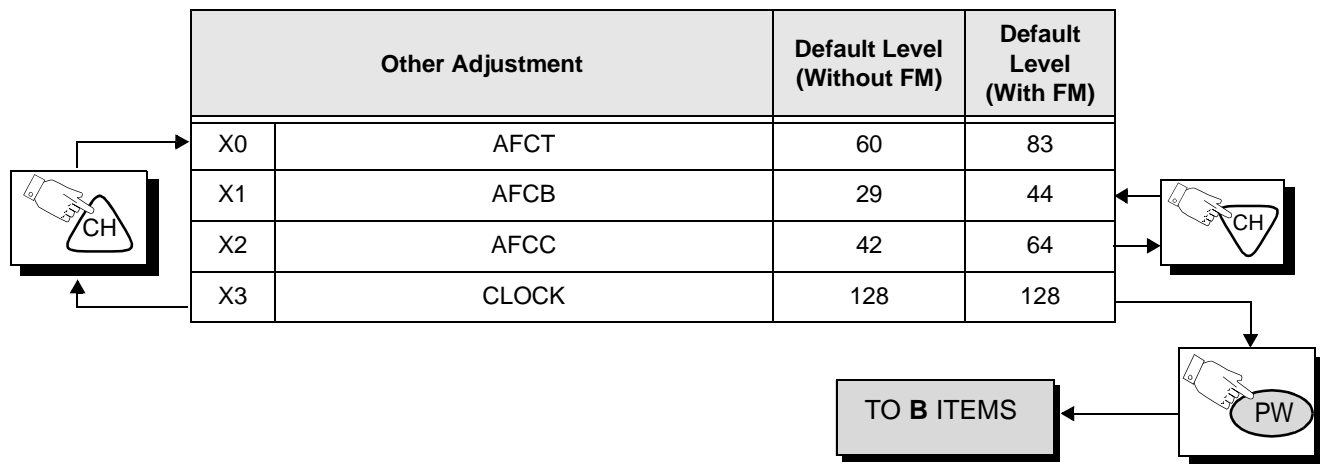 Other Adjustment
Default Level
(Without FM)
Default
Level
(With FM)
X0 AFCT 60 83
X1 AFCB 29 44
X2 AFCC 42 64
X3 CLOCK 128 128
CH
CH
PW
TO B ITEMS